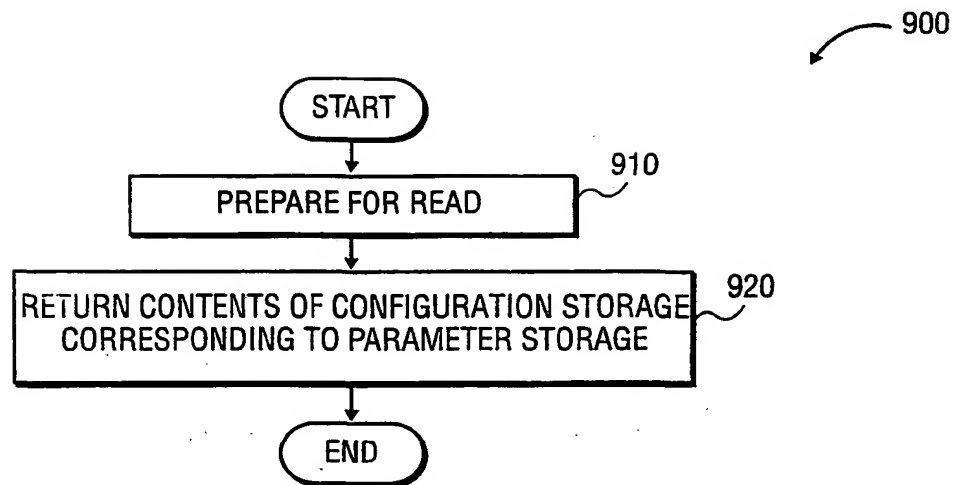 900
START
910
PREPARE FOR READ
920
RETURN CONTENTS OF CONFIGURATION STORAGE
CORRESPONDING TO PARAMETER STORAGE
END